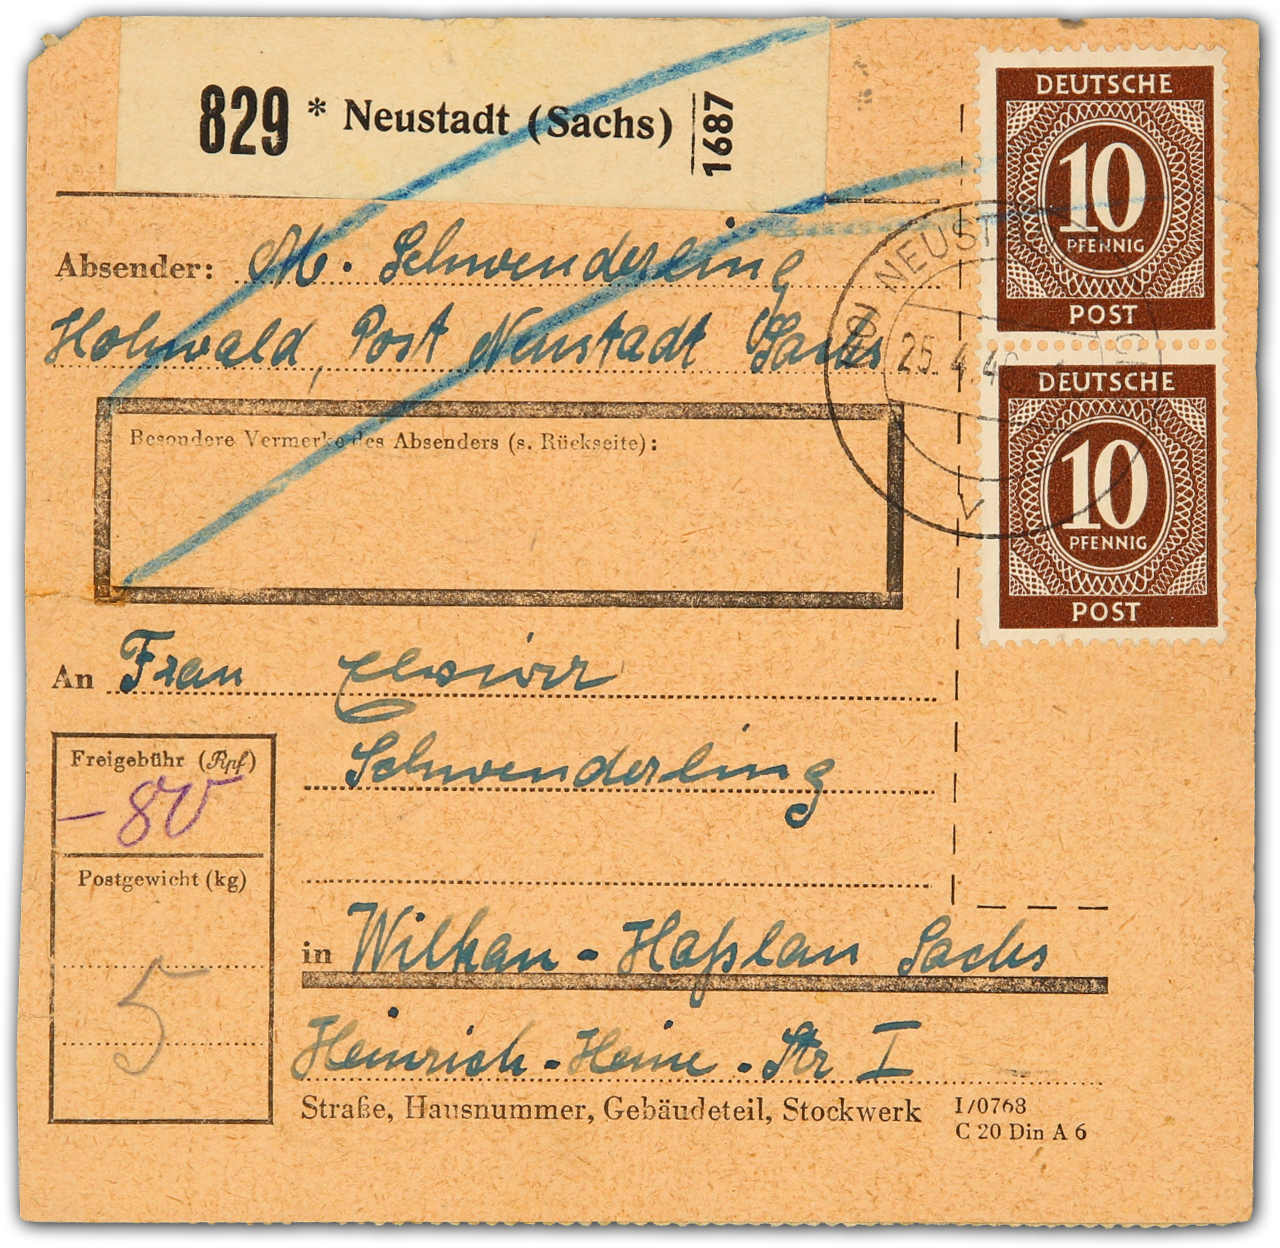 829 * Neustadt (Sachs) 1687
DEUTSCHE
10
PFENNIG
POST
Absender: M. Schwenderling
Hohwald, Post Neustadt Sachs
NEUST
25.4.4
DEUTSCHE
10
PFENNIG
POST
Besondere Vermerke des Absenders (s. Rückseite):
An Frau
Schwenderling
Freigebühr (Rpf)
- 80
Postgewicht (kg)
5
in Wilkau - Haßlau Sachs
Heinrich - Heine - Str I
Straße, Hausnummer, Gebäudeteil, Stockwerk
I/0768
C 20 Din A 6